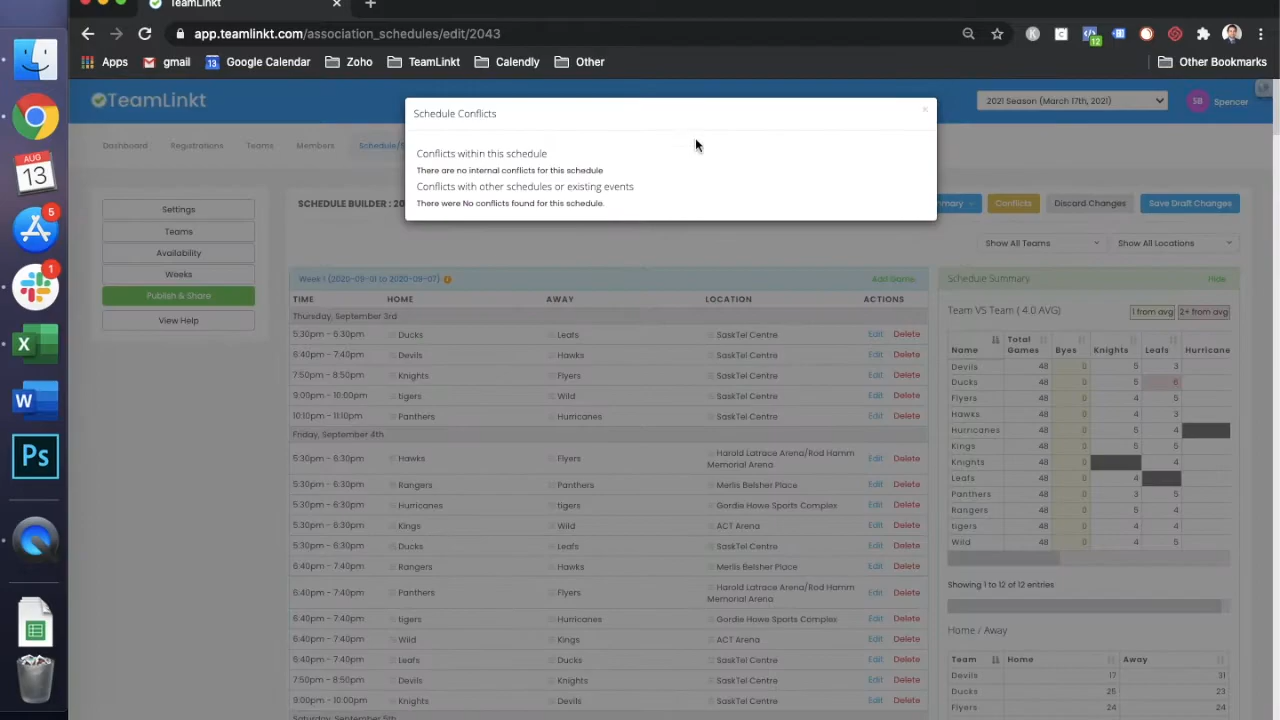 TeamLinkt
app.teamlinkt.com/association_schedules/edit/2043
12
Apps gmail Google Calendar Zoho TeamLinkt Calendly Other Other Bookmarks
TeamLinkt
2021 Season (March 17th, 2021)
SB Spencer
Dashboard Registrations Teams Members Schedule/S
Schedule Conflicts
×
Conflicts within this schedule
There are no internal conflicts for this schedule
Conflicts with other schedules or existing events
There were No conflicts found for this schedule.
AUG
13
5
1
Settings
Teams
Availability
Weeks
Publish & Share
View Help
SCHEDULE BUILDER : 20
mmary Conflicts Discard Changes Save Draft Changes
Show All Teams Show All Locations
Week 1 (2020-09-01 to 2020-09-07) Add Game
TIME HOME AWAY LOCATION ACTIONS
Thursday, September 3rd
5:30pm - 6:30pm Ducks Leafs SaskTel Centre Edit Delete
6:40pm - 7:40pm Devils Hawks SaskTel Centre Edit Delete
7:50pm - 8:50pm Knights Flyers SaskTel Centre Edit Delete
9:00pm - 10:00pm tigers Wild SaskTel Centre Edit Delete
10:10pm - 11:10pm Panthers Hurricanes SaskTel Centre Edit Delete
Friday, September 4th
5:30pm - 6:30pm Hawks Flyers Harold Latrace Arena/Rod Hamm Memorial Arena Edit Delete
5:30pm - 6:30pm Rangers Panthers Merlis Belsher Place Edit Delete
5:30pm - 6:30pm Hurricanes tigers Gordie Howe Sports Complex Edit Delete
5:30pm - 6:30pm Kings Wild ACT Arena Edit Delete
5:30pm - 6:30pm Ducks Leafs SaskTel Centre Edit Delete
6:40pm - 7:40pm Rangers Hawks Merlis Belsher Place Edit Delete
6:40pm - 7:40pm Panthers Flyers Harold Latrace Arena/Rod Hamm Memorial Arena Edit Delete
6:40pm - 7:40pm tigers Hurricanes Gordie Howe Sports Complex Edit Delete
6:40pm - 7:40pm Wild Kings ACT Arena Edit Delete
6:40pm - 7:40pm Leafs Ducks SaskTel Centre Edit Delete
7:50pm - 8:50pm Devils Knights SaskTel Centre Edit Delete
9:00pm - 10:00pm Knights Devils SaskTel Centre Edit Delete
Saturday, September 5th
Schedule Summary Hide
Team VS Team ( 4.0 AVG) 1 from avg 2+ from avg
Name Total Games Byes Knights Leafs Hurricane
Devils 48 0 5 3
Ducks 48 0 5 6
Flyers 48 0 4 5
Hawks 48 0 4 3
Hurricanes 48 0 5 4
Kings 48 0 5 5
Knights 48 0 4
Leafs 48 0 4
Panthers 48 0 3 5
Rangers 48 0 5 4
tigers 48 0 4 4
Wild 48 0 4 5
Showing 1 to 12 of 12 entries
Home / Away
Team Home Away
Devils 17 31
Ducks 25 23
Flyers 24 24
X
W
Ps